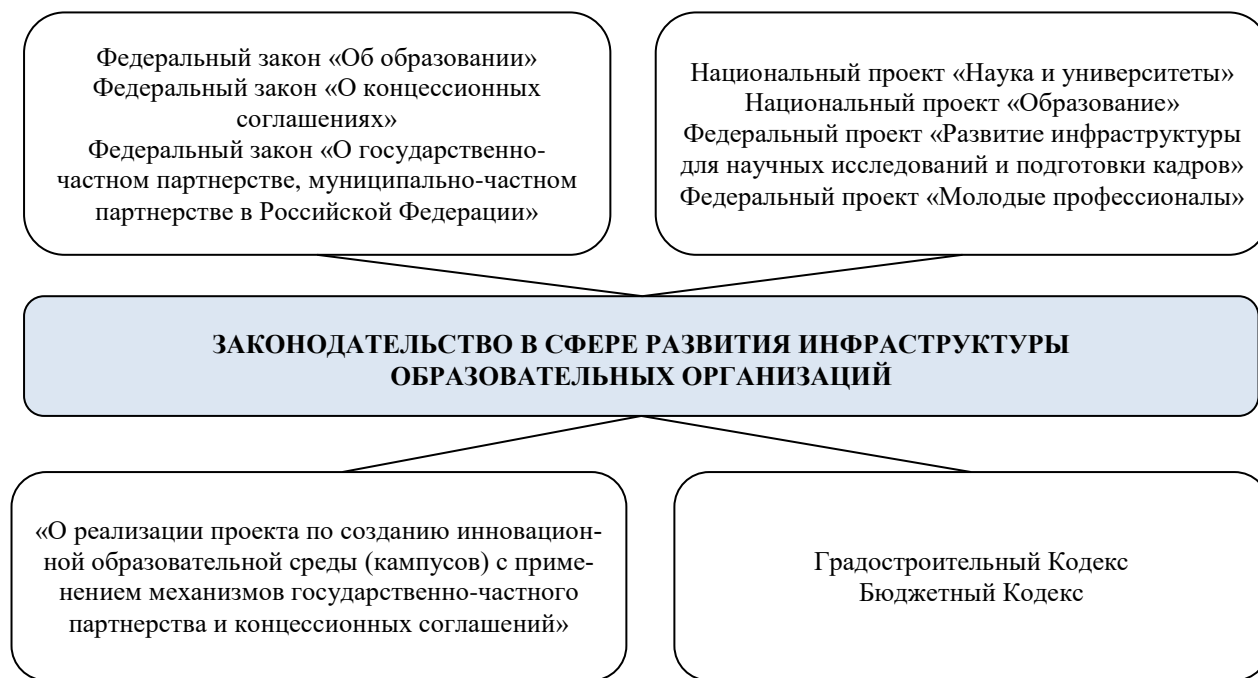 Федеральный закон «Об образовании»
Федеральный закон «О концессионных
соглашениях»
Федеральный закон «О государственно-
частном партнерстве, муниципально-частном
партнерстве в Российской Федерации»
Национальный проект «Наука и университеты»
Национальный проект «Образование»
Федеральный проект «Развитие инфраструктуры
для научных исследований и подготовки кадров»
Федеральный проект «Молодые профессионалы»
ЗАКОНОДАТЕЛЬСТВО В СФЕРЕ РАЗВИТИЯ ИНФРАСТРУКТУРЫ
ОБРАЗОВАТЕЛЬНЫХ ОРГАНИЗАЦИЙ
«О реализации проекта по созданию инновацион-
ной образовательной среды (кампусов) с приме-
нением механизмов государственно-частного
партнерства и концессионных соглашений»
Градостроительный Кодекс
Бюджетный Кодекс